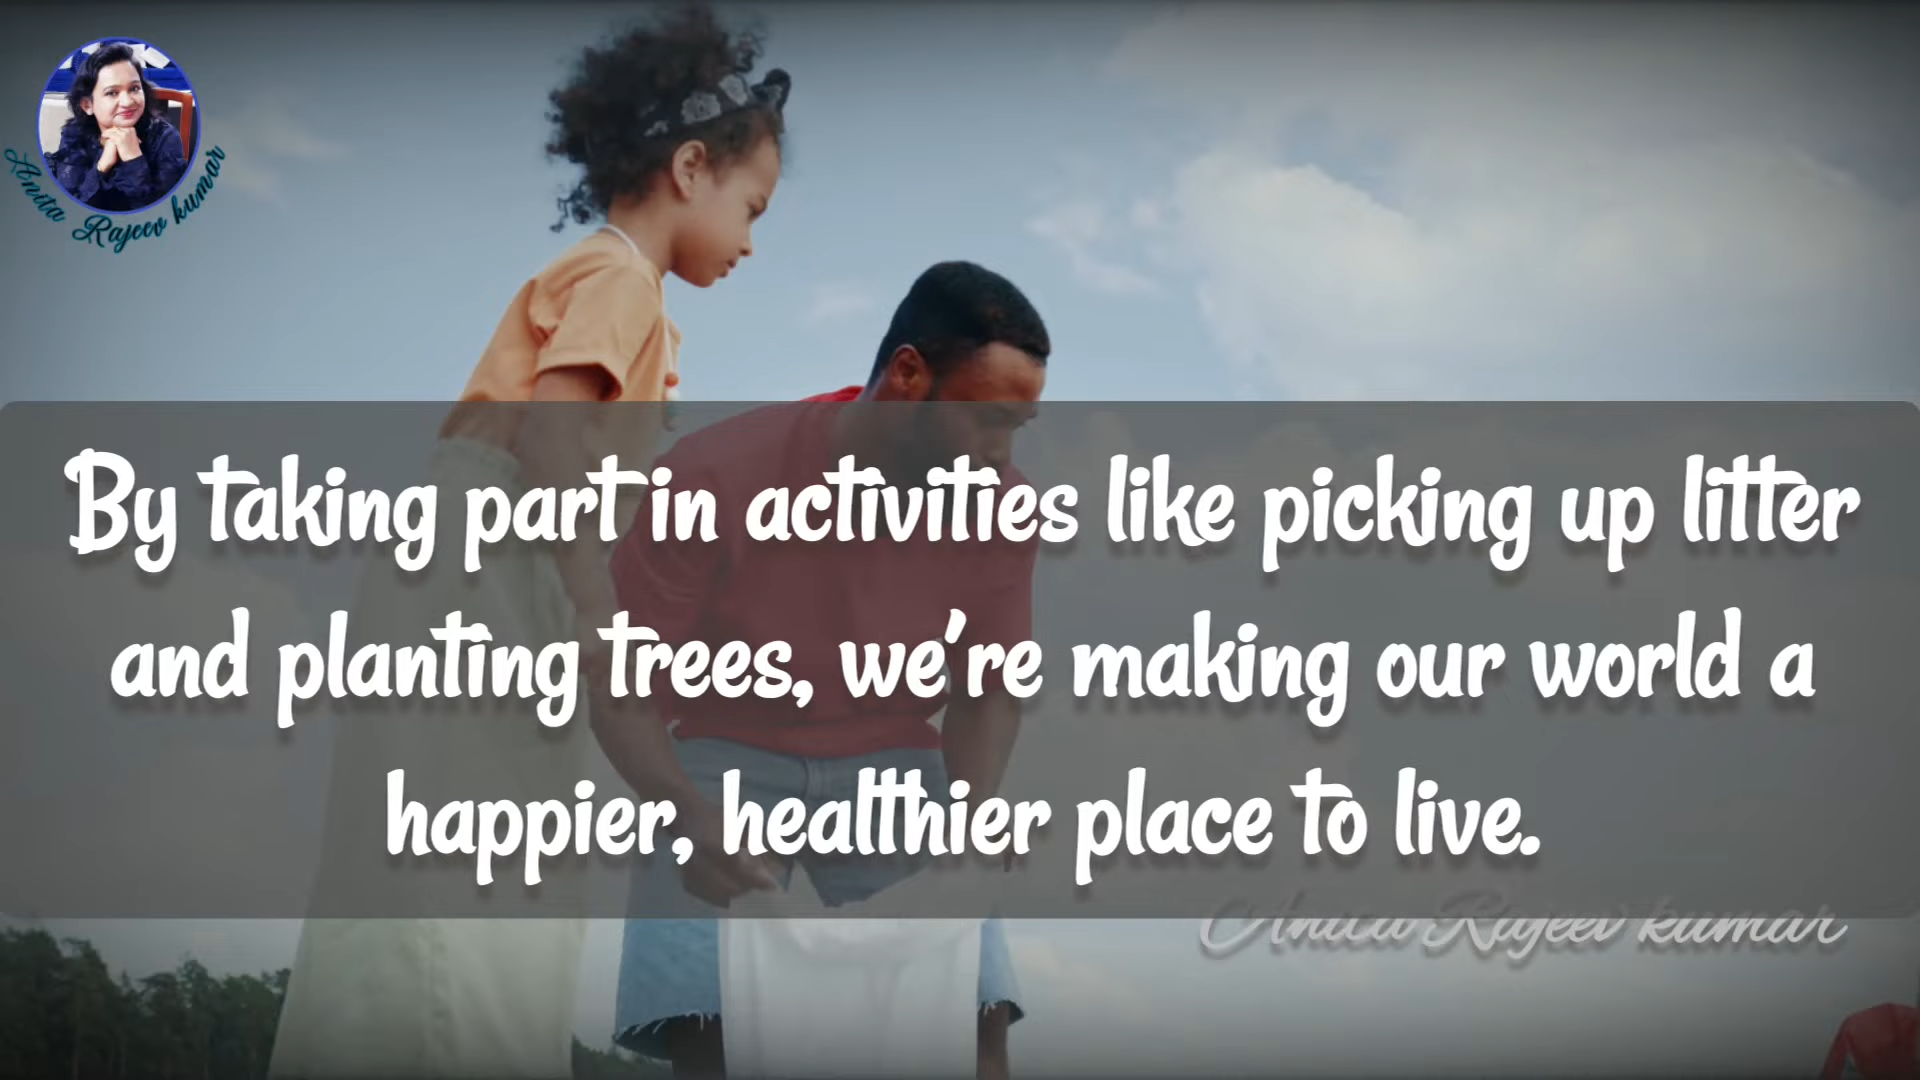 Anita Rajeev kumar
By taking part in activities like picking up litter
and planting trees, we're making our world a
happier, healthier place to live.
Anita Rajeev kumar